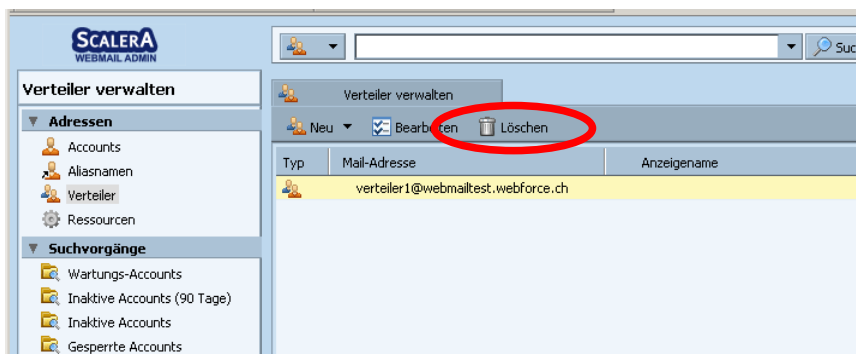 SCALERA
WEBMAIL ADMIN
Verteiler verwalten
Adressen
Accounts
Aliasnamen
Verteiler
Ressourcen
Suchvorgänge
Wartungs-Accounts
Inaktive Accounts (90 Tage)
Inaktive Accounts
Gesperrte Accounts
Suc
Verteiler verwalten
Neu Bearbeiten Löschen
Typ Mail-Adresse Anzeigename
verteiler1@webmailtest.webforce.ch